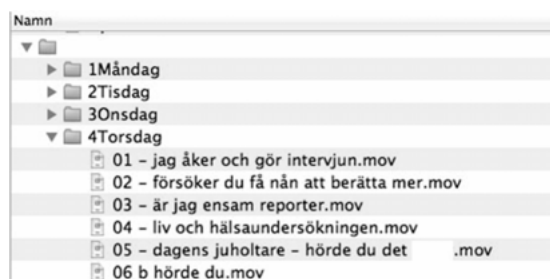 Namn
1Måndag
2Tisdag
3Onsdag
4Torsdag
01 – jag åker och gör intervjun.mov
02 – försöker du få nån att berätta mer.mov
03 – är jag ensam reporter.mov
04 – liv och hälsaundersökningen.mov
05 – dagens juholtare – hörde du det .mov
06 b hörde du.mov